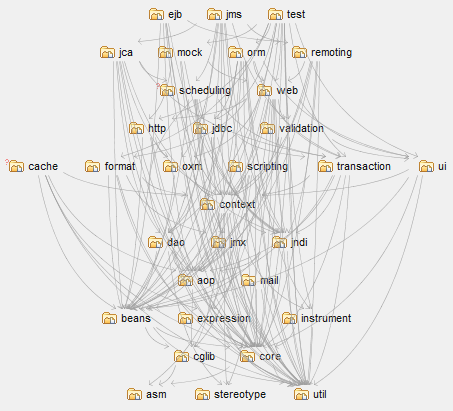 ejb jms test
jca mock orm remoting
? scheduling web
http jdbc validation
? cache format oxm scripting transaction ui
context
dao jmx jndi
aop mail
beans expression instrument
cglib core
asm stereotype util